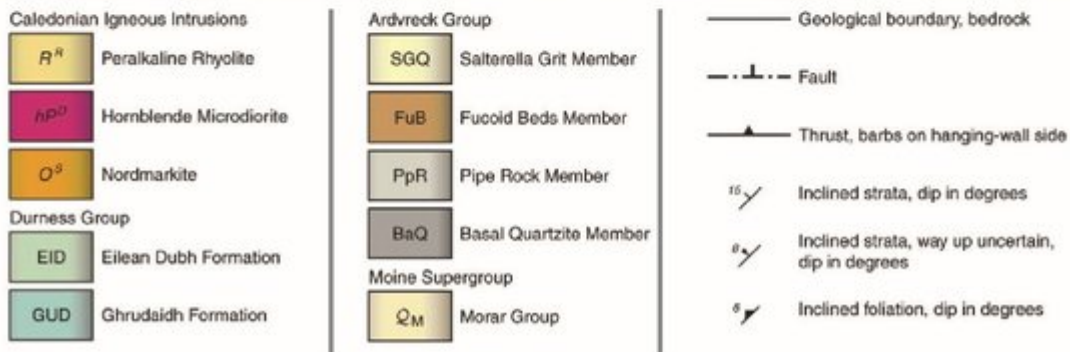 Caledonian Igneous Intrusions
R^R Peralkaline Rhyolite
hP^D Hornblende Microdiorite
O^S Nordmarkite
Durness Group
EID Eilean Dubh Formation
GUD Ghrudaidh Formation
Ardvreck Group
SGQ Salterella Grit Member
FuB Fucoid Beds Member
PpR Pipe Rock Member
BaQ Basal Quartzite Member
Moine Supergroup
QM Morar Group
Geological boundary, bedrock
Fault
Thrust, barbs on hanging-wall side
15 Inclined strata, dip in degrees
Inclined strata, way up uncertain,
dip in degrees
Inclined foliation, dip in degrees